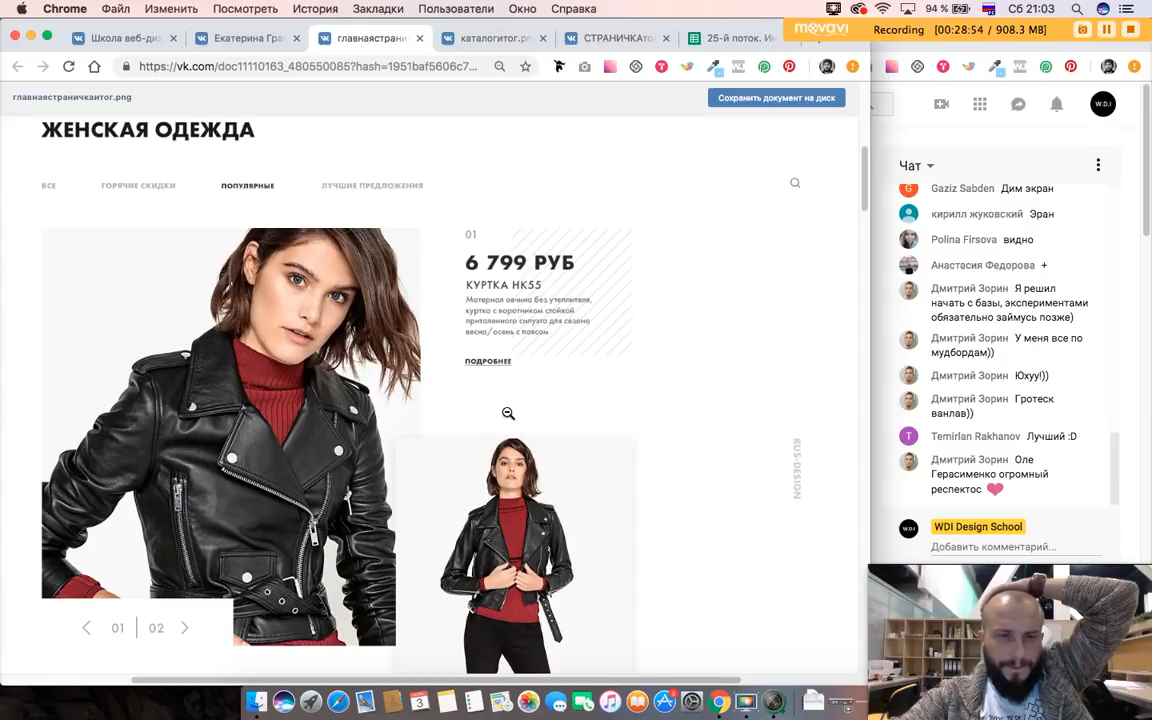 Chrome Файл Изменить Просмотреть История Закладки Пользователи Окно Справка 94 % Сб 21:03
Школа веб-диз
Екатерина Гра
главнаястрани
каталогитог.pn
СТРАНИЧКАто
25-й поток. Ин
movavi Recording (00:28:54 / 908.3 MB)
https://vk.com/doc11110163_480550085?hash=1951baf5606c7...
главнаястраничкаитог.png
Сохранить документ на диск
ЖЕНСКАЯ ОДЕЖДА
ВСЕ ГОРЯЧИЕ СКИДКИ ПОПУЛЯРНЫЕ ЛУЧШИЕ ПРЕДЛОЖЕНИЯ
01
6 799 РУБ
КУРТКА НК55
Материал овчина без утеплителя,
куртка с воротником стойкой
приталенного силуэта для сезона
весна/осень с поясом
ПОДРОБНЕЕ
RUS-DESIGN
01 02
W.D.I
Чат
G Gaziz Sabden Дим экран
кирилл жуковский Эран
Polina Firsova видно
Анастасия Федорова +
Дмитрий Зорин Я решил
начать с базы, экспериментами
обязательно займусь позже)
Дмитрий Зорин У меня все по
мудбордам))
Дмитрий Зорин Юхуу!))
Дмитрий Зорин Гротеск
ванлав))
T Temirlan Rakhanov Лучший :D
Дмитрий Зорин Оле
Герасименко огромный
респектос
W.D.I WDI Design School
Добавить комментарий...
3